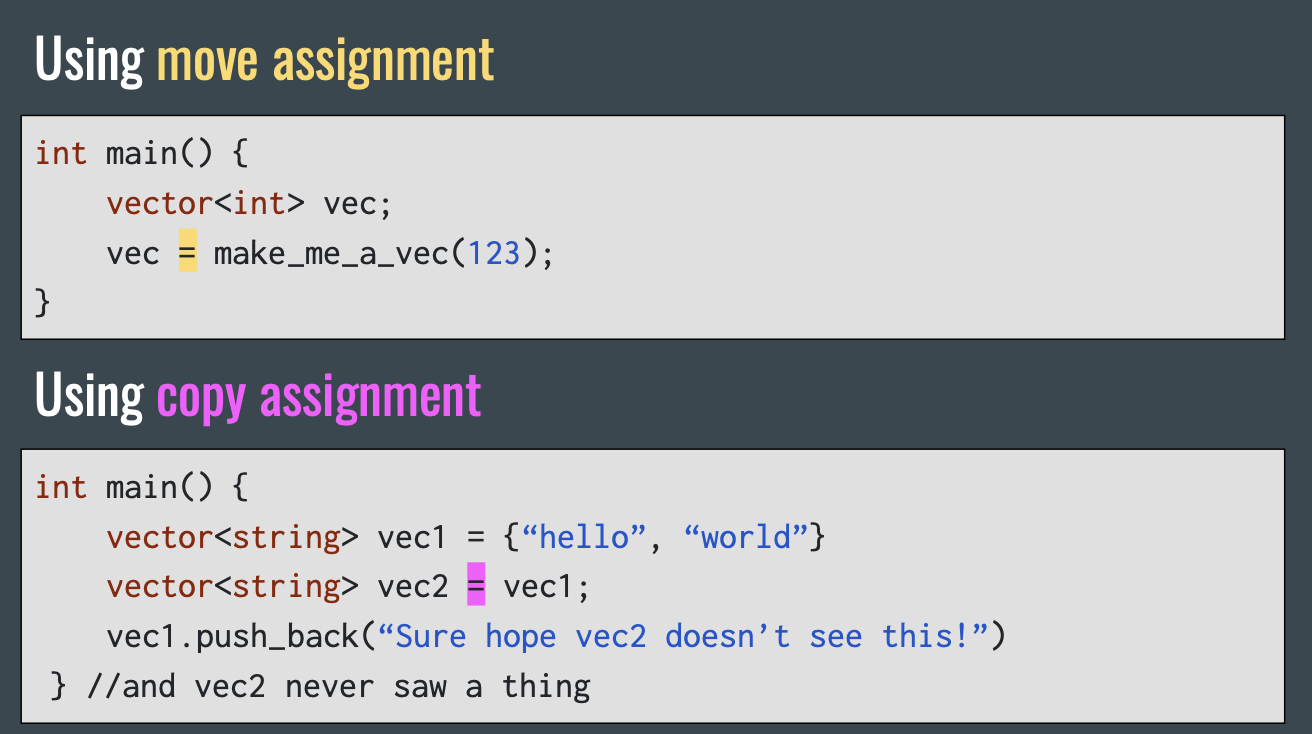 Using move assignment
int main() {
    vector<int> vec;
    vec = make_me_a_vec(123);
}
Using copy assignment
int main() {
    vector<string> vec1 = {“hello”, “world”}
    vector<string> vec2 = vec1;
    vec1.push_back(“Sure hope vec2 doesn’t see this!”)
 } //and vec2 never saw a thing